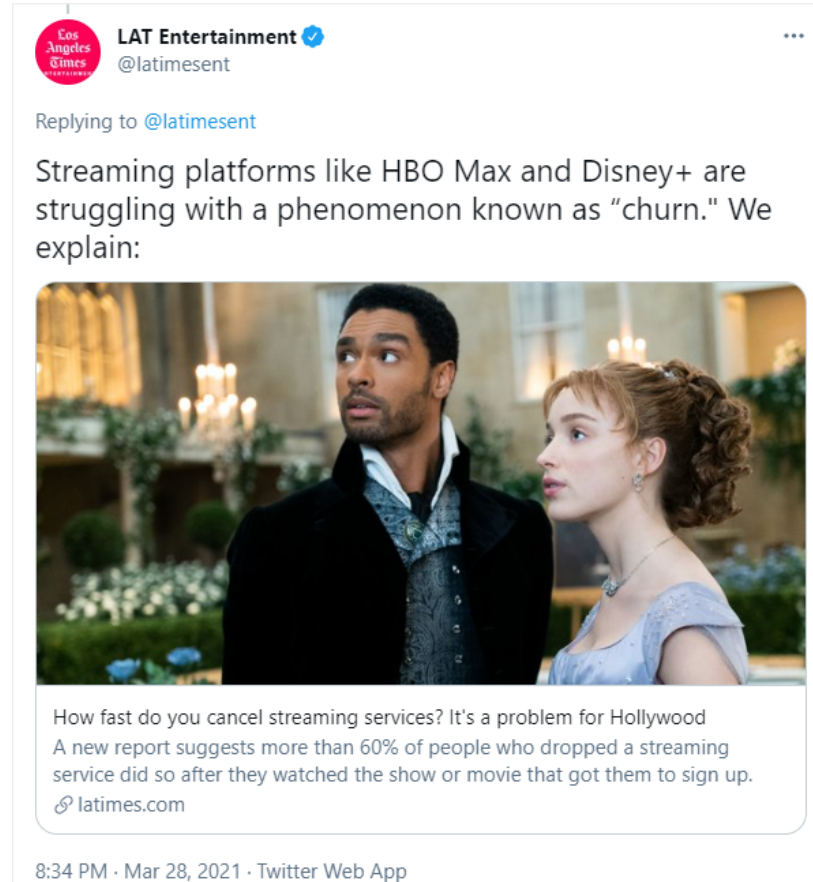 Los
Angeles
Times
ENTERTAINMENT
LAT Entertainment
@latimesent
Replying to @latimesent
Streaming platforms like HBO Max and Disney+ are
struggling with a phenomenon known as “churn." We
explain:
How fast do you cancel streaming services? It's a problem for Hollywood
A new report suggests more than 60% of people who dropped a streaming
service did so after they watched the show or movie that got them to sign up.
latimes.com
8:34 PM · Mar 28, 2021 · Twitter Web App